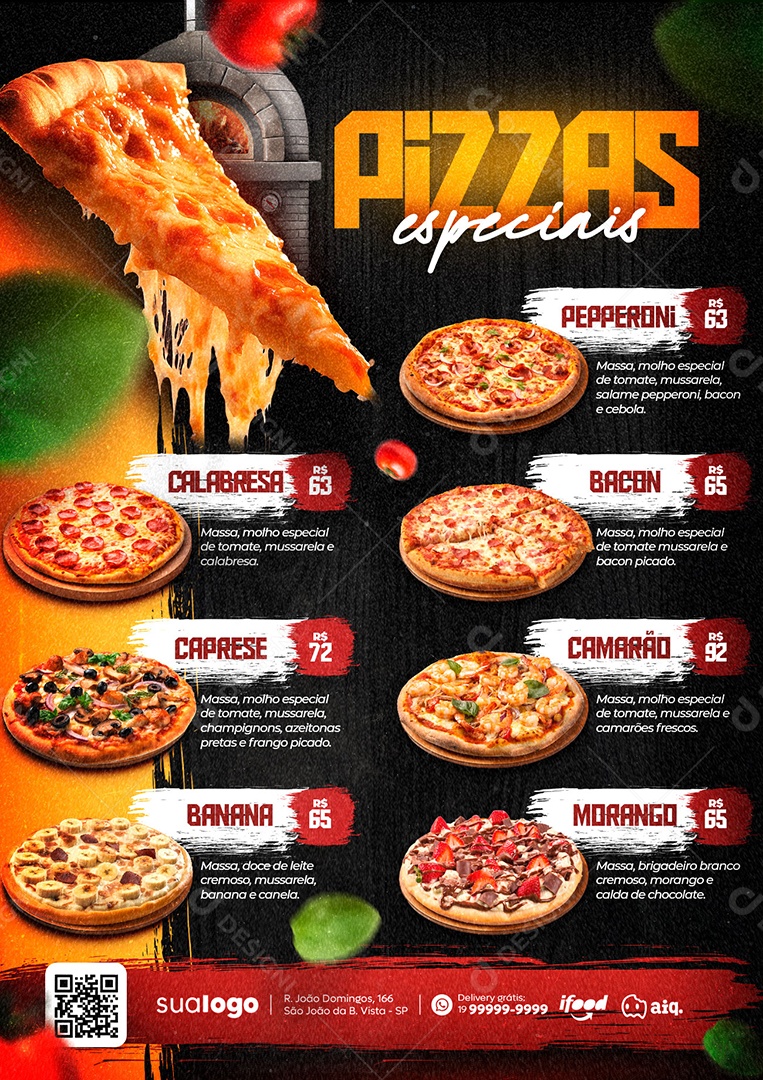 PiZZAS
especiais
PEPPERONi
R$
63
Massa, molho especial
de tomate, mussarela,
salame pepperoni, bacon
e cebola.
CALABRESA
R$
63
Massa, molho especial
de tomate, mussarela e
calabresa.
BACON
R$
65
Massa, molho especial
de tomate mussarela e
bacon picado.
CAPRESE
R$
72
Massa, molho especial
de tomate, mussarela,
champignons, azeitonas
pretas e frango picado.
CAMARÃO
R$
92
Massa, molho especial
de tomate, mussarela e
camarões frescos.
BANANA
R$
65
Massa, doce de leite
cremoso, mussarela,
banana e canela.
MORANGO
R$
65
Massa, brigadeiro branco
cremoso, morango e
calda de chocolate.
sualogo
R. João Domingos, 166
São João da B. Vista - SP
Delivery grátis:
19 99999-9999
ifood
aiq.
DESIGNI